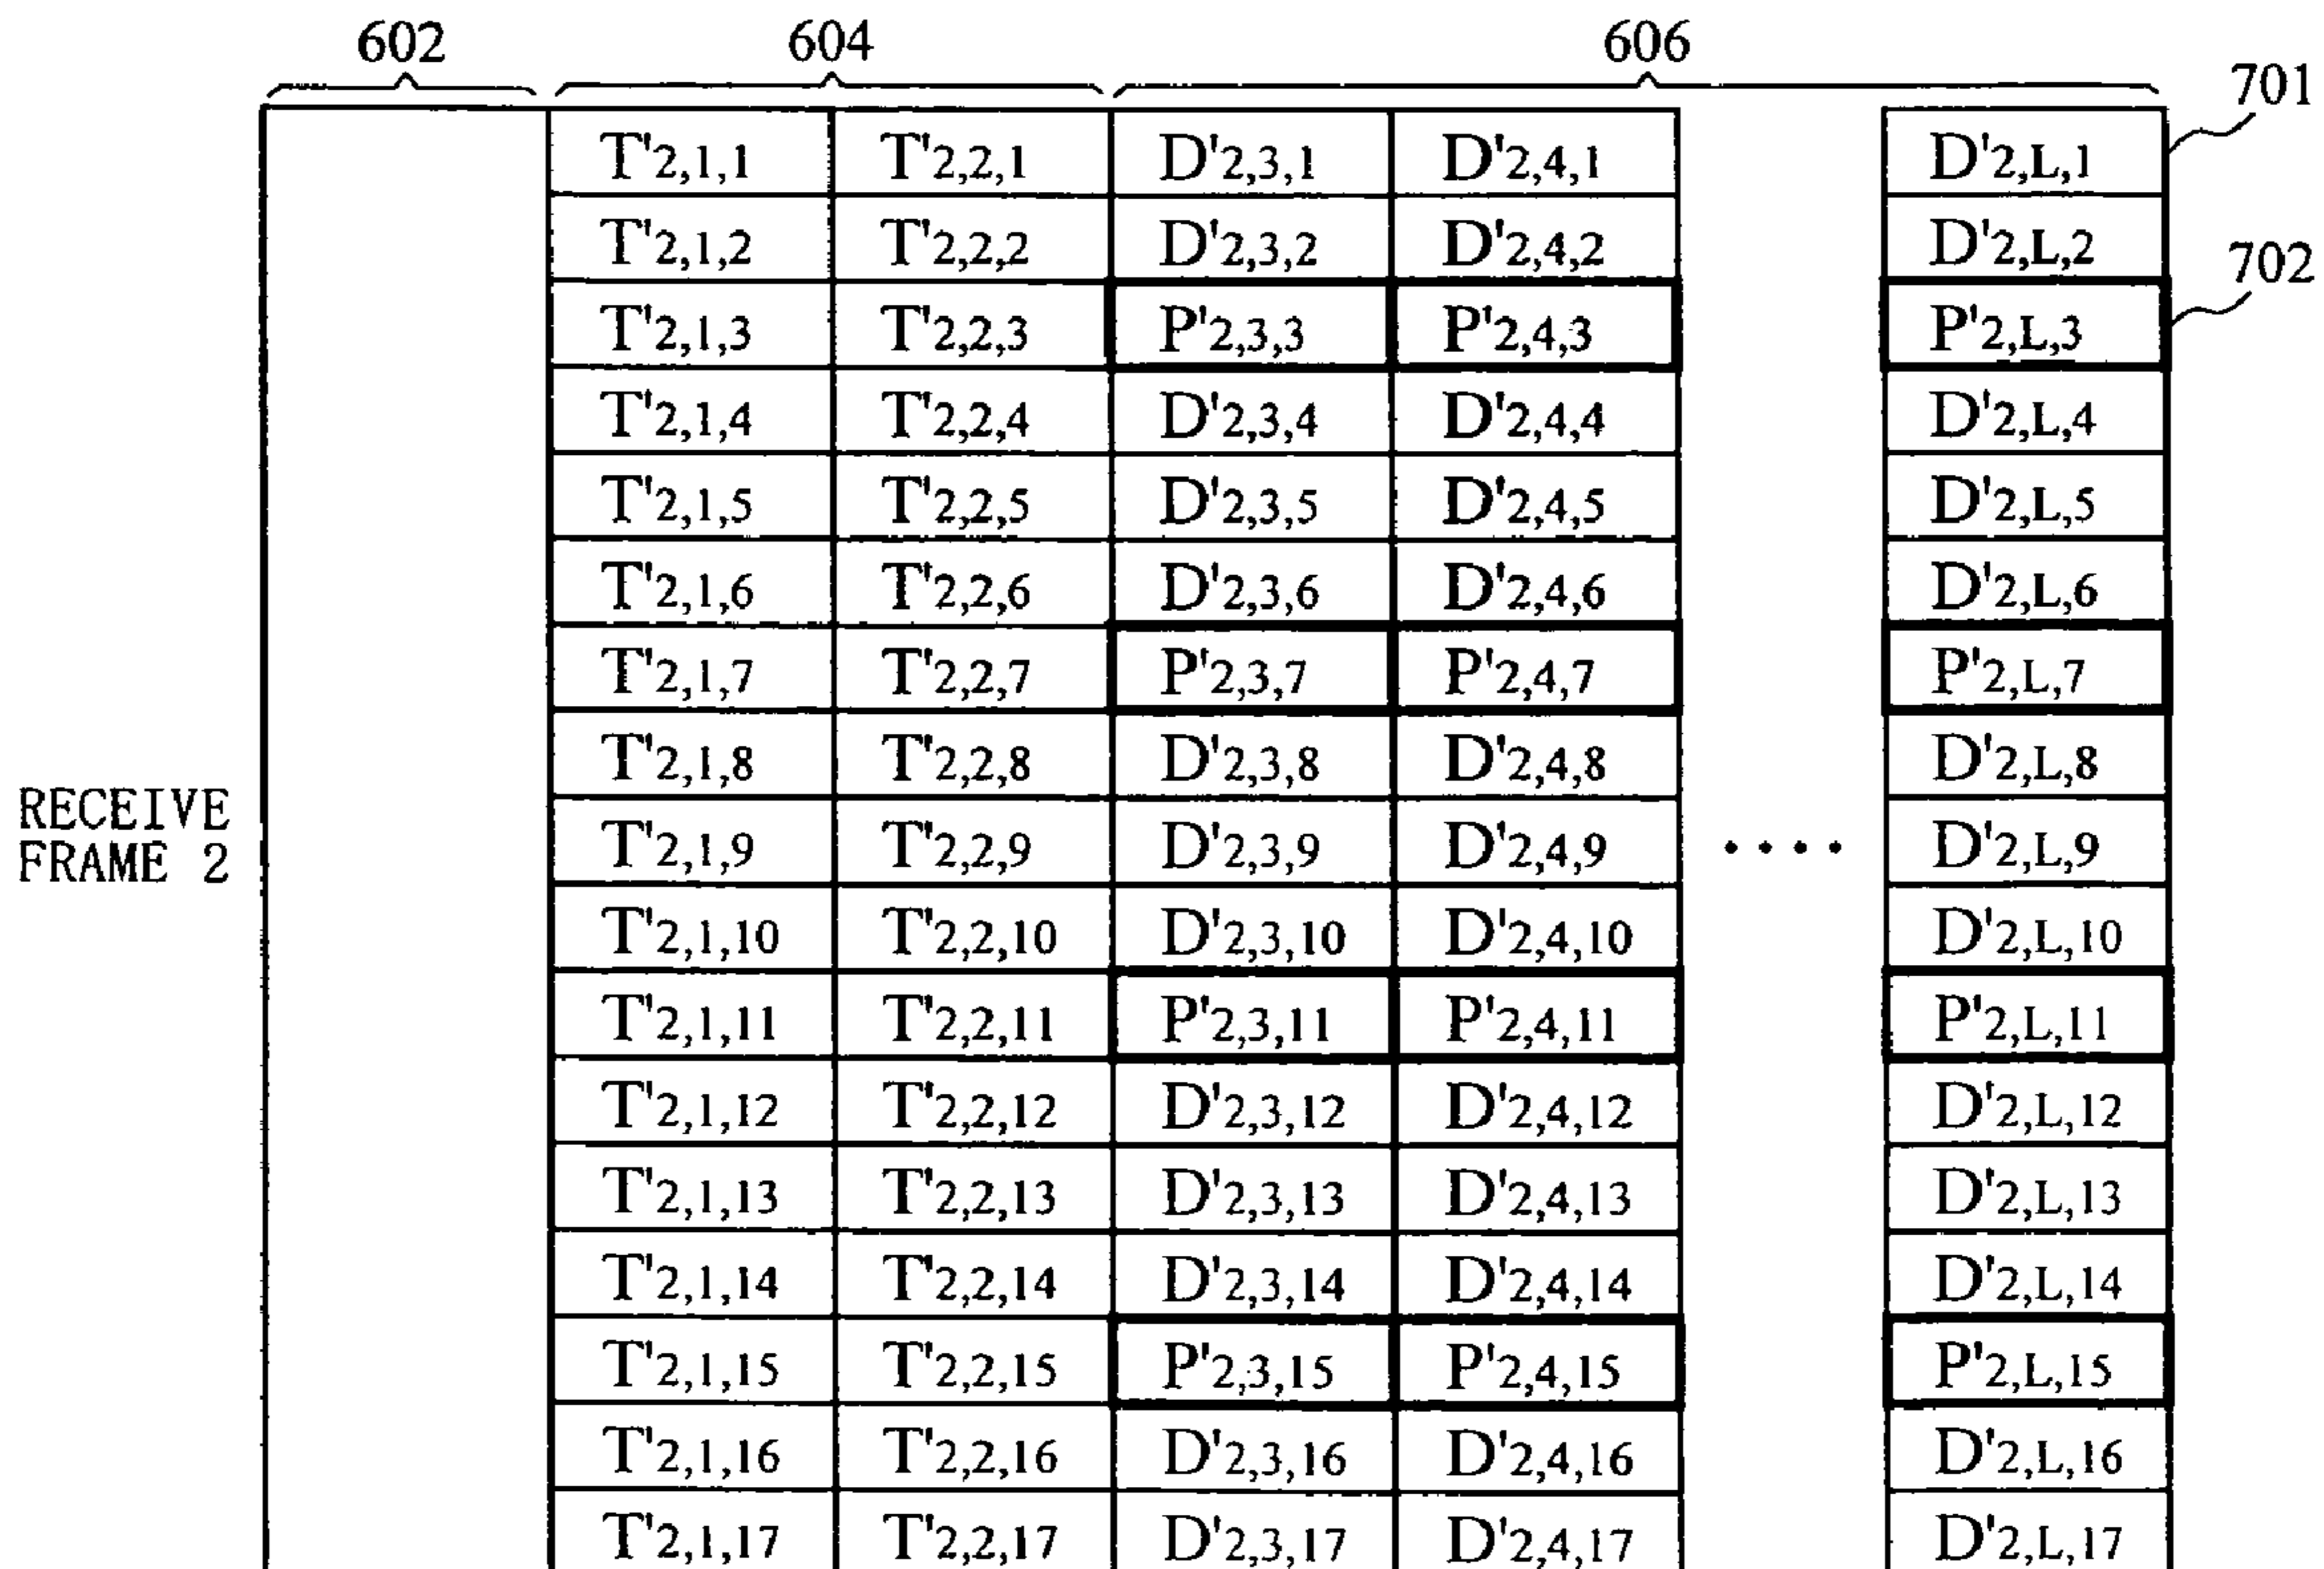 602 604 606
701
T'2,1,1 T'2,2,1 D'2,3,1 D'2,4,1 D'2,L,1
T'2,1,2 T'2,2,2 D'2,3,2 D'2,4,2 D'2,L,2
702
T'2,1,3 T'2,2,3 P'2,3,3 P'2,4,3 P'2,L,3
T'2,1,4 T'2,2,4 D'2,3,4 D'2,4,4 D'2,L,4
T'2,1,5 T'2,2,5 D'2,3,5 D'2,4,5 D'2,L,5
T'2,1,6 T'2,2,6 D'2,3,6 D'2,4,6 D'2,L,6
T'2,1,7 T'2,2,7 P'2,3,7 P'2,4,7 P'2,L,7
T'2,1,8 T'2,2,8 D'2,3,8 D'2,4,8 D'2,L,8
RECEIVE
FRAME 2
T'2,1,9 T'2,2,9 D'2,3,9 D'2,4,9 .... D'2,L,9
T'2,1,10 T'2,2,10 D'2,3,10 D'2,4,10 D'2,L,10
T'2,1,11 T'2,2,11 P'2,3,11 P'2,4,11 P'2,L,11
T'2,1,12 T'2,2,12 D'2,3,12 D'2,4,12 D'2,L,12
T'2,1,13 T'2,2,13 D'2,3,13 D'2,4,13 D'2,L,13
T'2,1,14 T'2,2,14 D'2,3,14 D'2,4,14 D'2,L,14
T'2,1,15 T'2,2,15 P'2,3,15 P'2,4,15 P'2,L,15
T'2,1,16 T'2,2,16 D'2,3,16 D'2,4,16 D'2,L,16
T'2,1,17 T'2,2,17 D'2,3,17 D'2,4,17 D'2,L,17